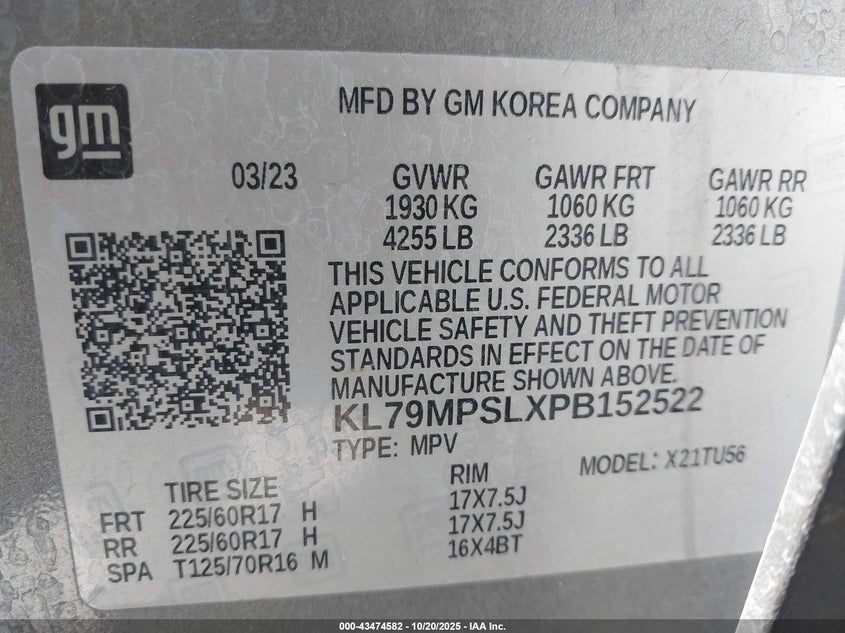 gm
MFD BY GM KOREA COMPANY
03/23 GVWR GAWR FRT GAWR RR
1930 KG 1060 KG 1060 KG
4255 LB 2336 LB 2336 LB
THIS VEHICLE CONFORMS TO ALL
APPLICABLE U.S. FEDERAL MOTOR
VEHICLE SAFETY AND THEFT PREVENTION
STANDARDS IN EFFECT ON THE DATE OF
MANUFACTURE SHOWN ABOVE.
KL79MPSLXPB152522
TYPE: MPV MODEL: X21TU56
TIRE SIZE RIM
FRT 225/60R17 H 17X7.5J
RR 225/60R17 H 17X7.5J
SPA T125/70R16 M 16X4BT
000-43474582 | 10/20/2025 - IAA Inc.